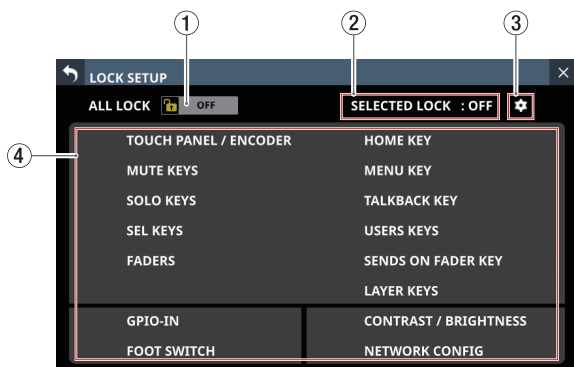 ① ② ③
LOCK SETUP
ALL LOCK OFF SELECTED LOCK : OFF
④
TOUCH PANEL / ENCODER HOME KEY
MUTE KEYS MENU KEY
SOLO KEYS TALKBACK KEY
SEL KEYS USERS KEYS
FADERS SENDS ON FADER KEY
LAYER KEYS
GPIO-IN CONTRAST / BRIGHTNESS
FOOT SWITCH NETWORK CONFIG